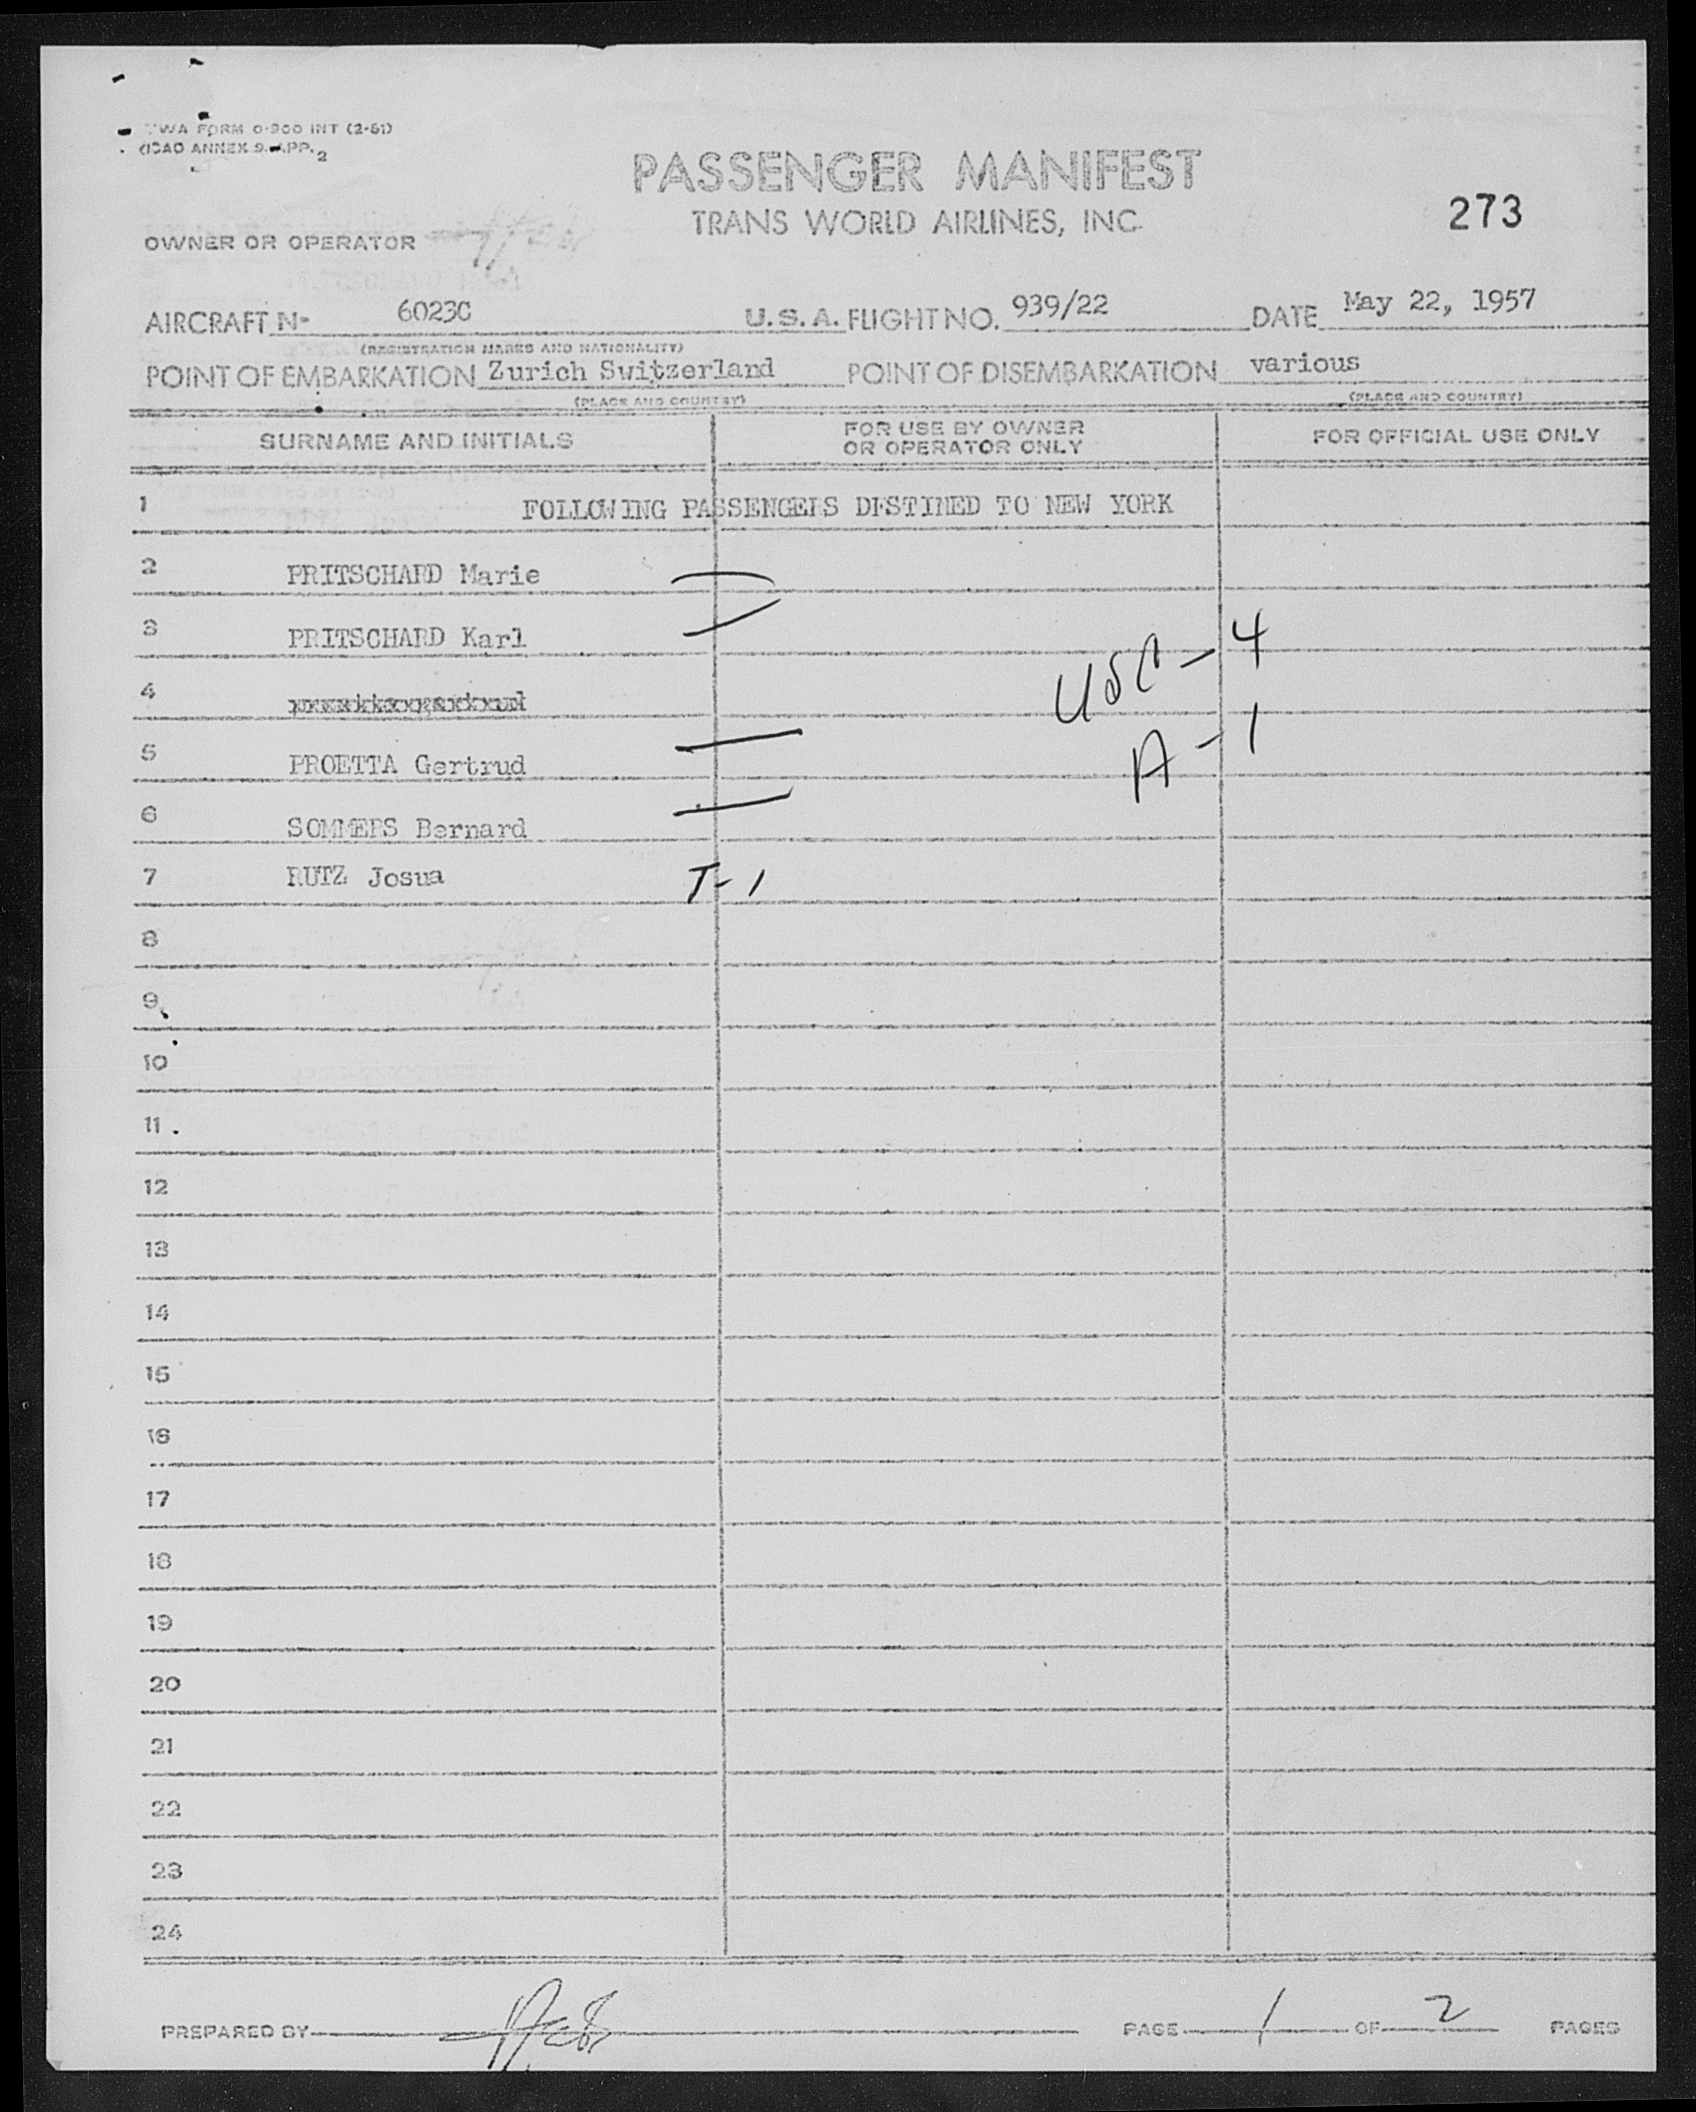 TWA FORM 0-900 INT (2-51)
(ICAO ANNEX 9. APP. 2
PASSENGER MANIFEST
TRANS WORLD AIRLINES, INC.
273
OWNER OR OPERATOR
AIRCRAFT N- 6023C U.S.A. FLIGHT NO. 939/22 DATE May 22, 1957
(REGISTRATION MARKS AND NATIONALITY)
POINT OF EMBARKATION Zurich Switzerland POINT OF DISEMBARKATION various
(PLACE AND COUNTRY) (PLACE AND COUNTRY)
SURNAME AND INITIALS FOR USE BY OWNER OR OPERATOR ONLY FOR OFFICIAL USE ONLY
1 FOLLOWING PASSENGERS DESTINED TO NEW YORK
2 PRITSCHARD Marie
3 PRITSCHARD Karl
USC - 4
4
A - 1
5 PROETTA Gertrud
6 SOMMERS Bernard
7 RUTZ Josua T-1
8
9
10
11
12
13
14
15
16
17
18
19
20
21
22
23
24
PREPARED BY PAGE 1 OF 2 PAGES